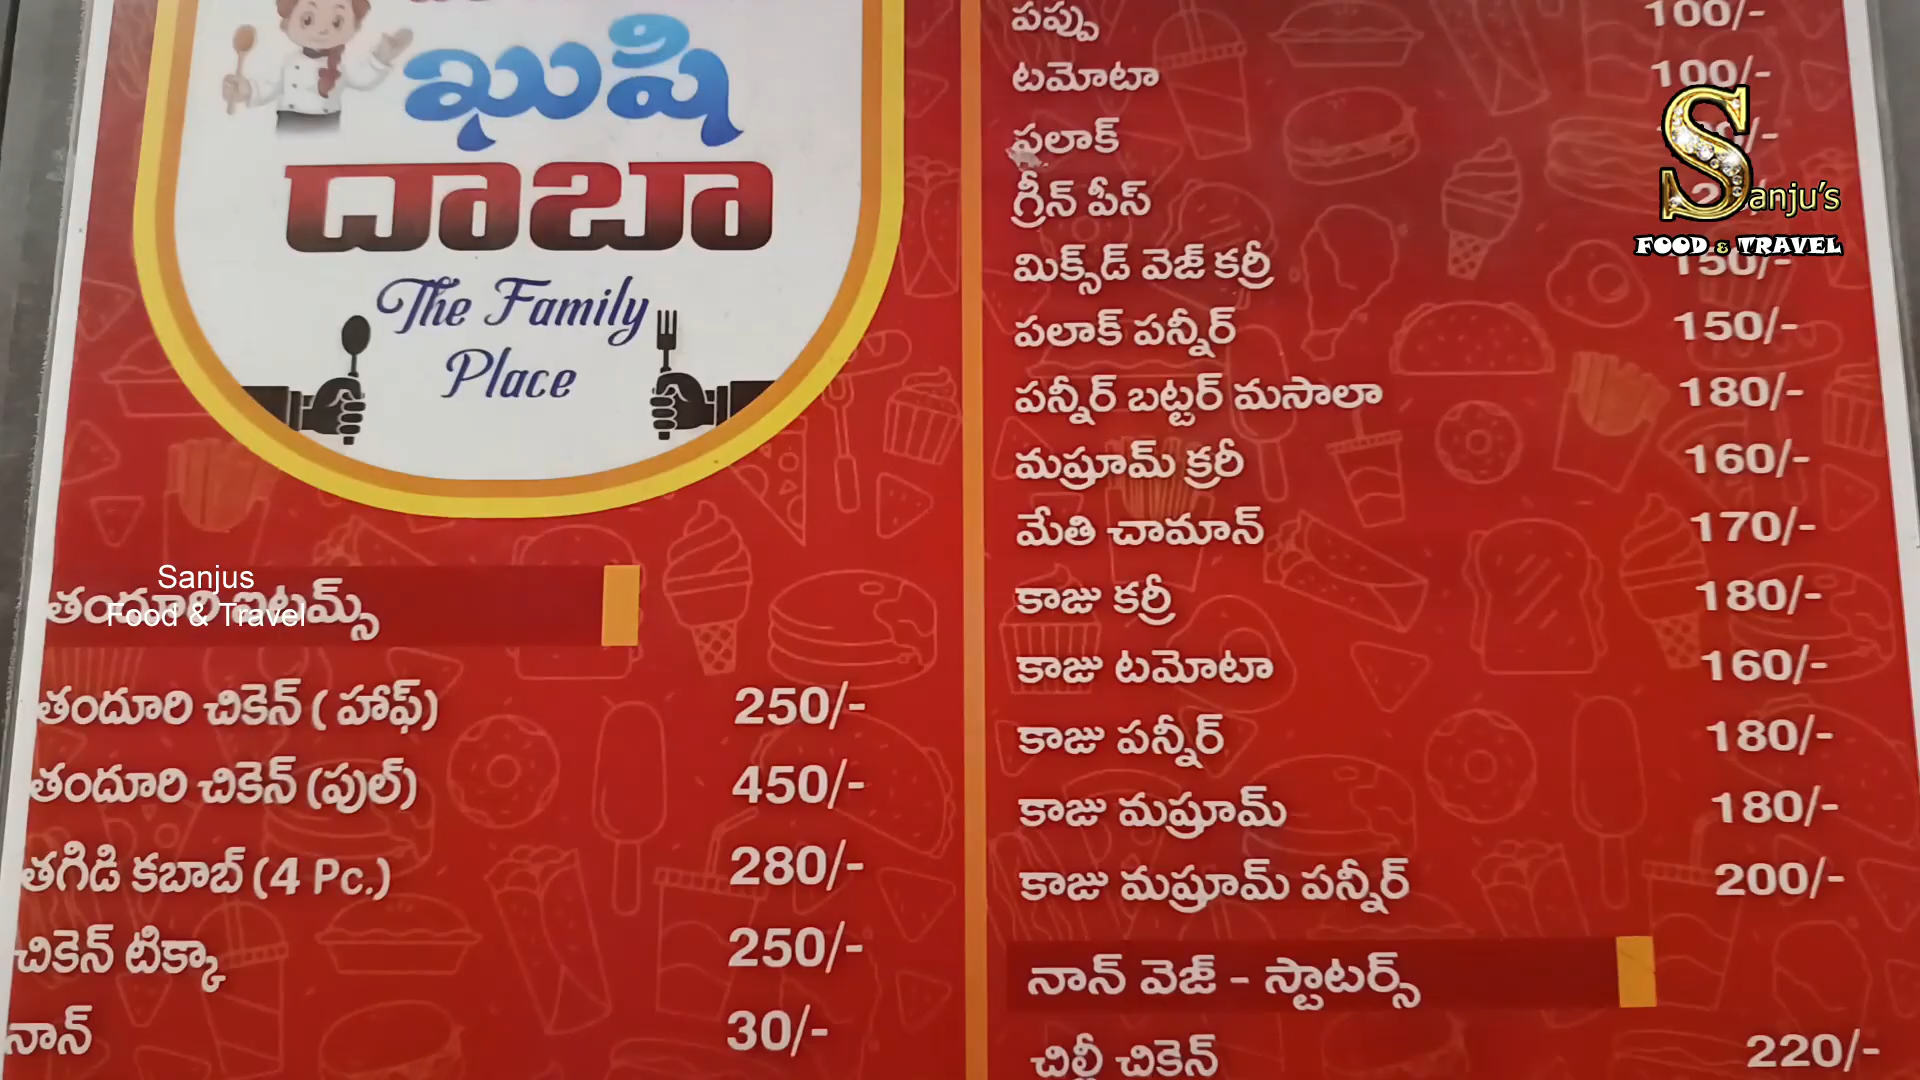 ఖుషి
దాబా
The Family
Place
Sanjus
Food & Travel
తందూరి ఐటమ్స్
తందూరి చికెన్ ( హాఫ్) 250/-
తందూరి చికెన్ (ఫుల్) 450/-
తగిడి కబాబ్ (4 Pc.) 280/-
చికెన్ టిక్కా 250/-
నాన్ 30/-
పప్పు 100/-
టమోటా 100/-
పలాక్
గ్రీన్ పీస్
మిక్స్‌డ్ వెజ్ కర్రీ 150/-
పలాక్ పన్నీర్ 150/-
పన్నీర్ బట్టర్ మసాలా 180/-
మష్రూమ్ క్రరీ 160/-
మేతి చామాన్ 170/-
కాజు కర్రీ 180/-
కాజు టమోటా 160/-
కాజు పన్నీర్ 180/-
కాజు మష్రూమ్ 180/-
కాజు మష్రూమ్ పన్నీర్ 200/-
నాన్ వెజ్ - స్టాటర్స్
చిల్లీ చికెన్ 220/-
Sanju's
FOOD & TRAVEL